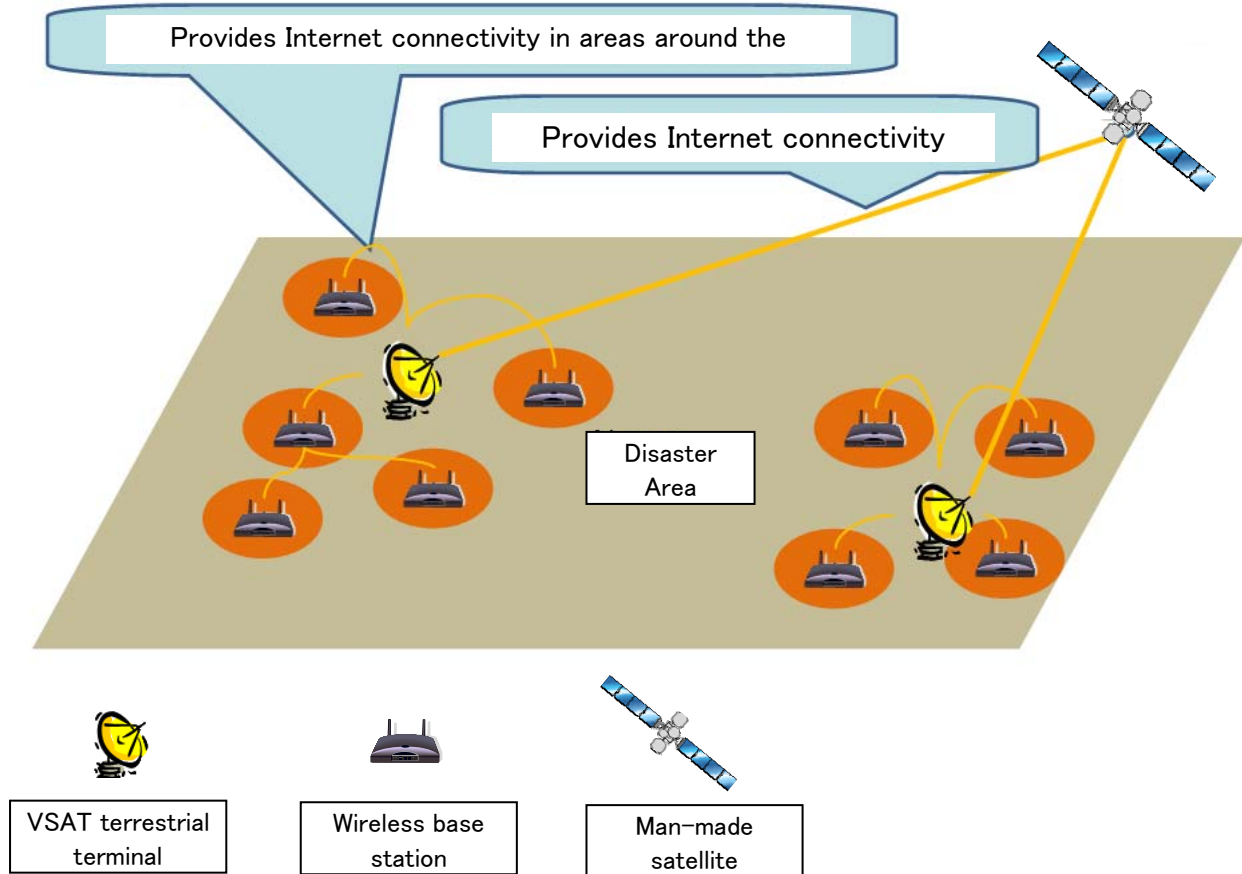 Provides Internet connectivity in areas around the
Provides Internet connectivity
Disaster
Area
VSAT terrestrial
terminal
Wireless base
station
Man-made
satellite